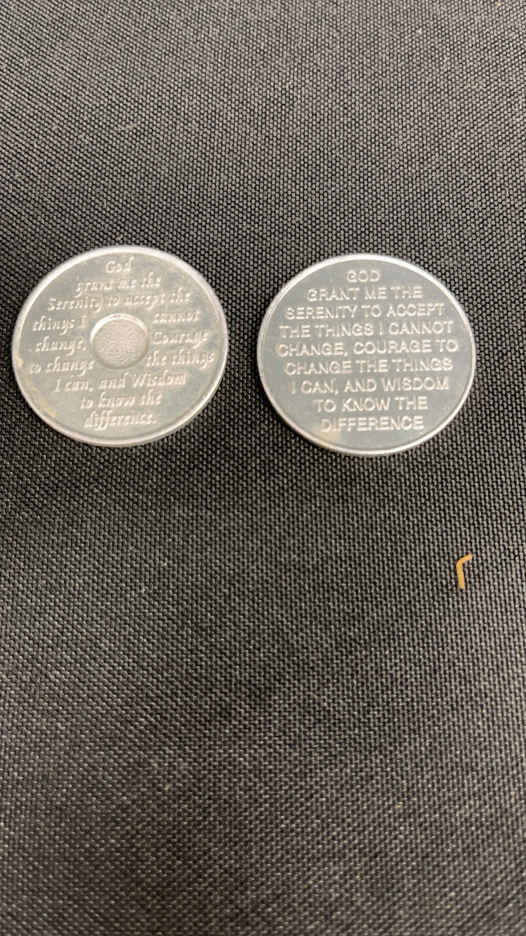 God
grant me the
Serenity to accept the
things I cannot
change, Courage
to change the things
I can, and Wisdom
to know the
difference.
GOD
GRANT ME THE
SERENITY TO ACCEPT
THE THINGS I CANNOT
CHANGE, COURAGE TO
CHANGE THE THINGS
I CAN, AND WISDOM
TO KNOW THE
DIFFERENCE